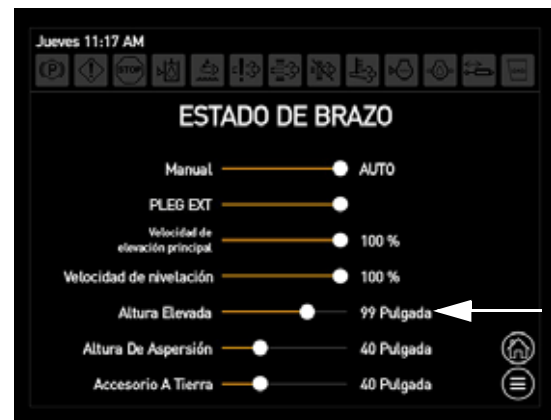 Jueves 11:17 AM
(P) STOP
ESTADO DE BRAZO
Manual AUTO
PLEG EXT
Velocidad de
elevación principal 100 %
Velocidad de nivelación 100 %
Altura Elevada 99 Pulgada
Altura De Aspersión 40 Pulgada
Accesorio A Tierra 40 Pulgada